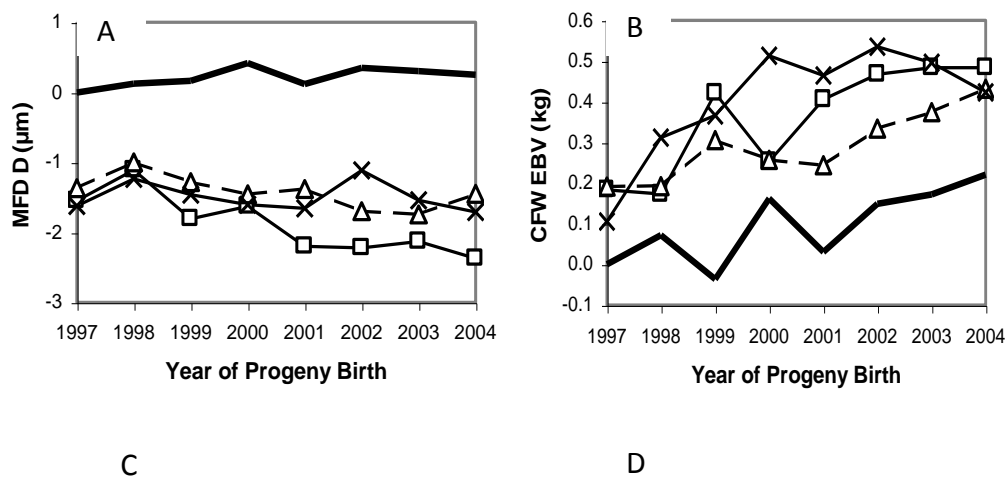 A
1
0
-1
-2
-3
MFD D (µm)
1997 1998 1999 2000 2001 2002 2003 2004
Year of Progeny Birth
B
0.6
0.5
0.4
0.3
0.2
0.1
0.0
-0.1
CFW EBV (kg)
1997 1998 1999 2000 2001 2002 2003 2004
Year of Progeny Birth
C
D